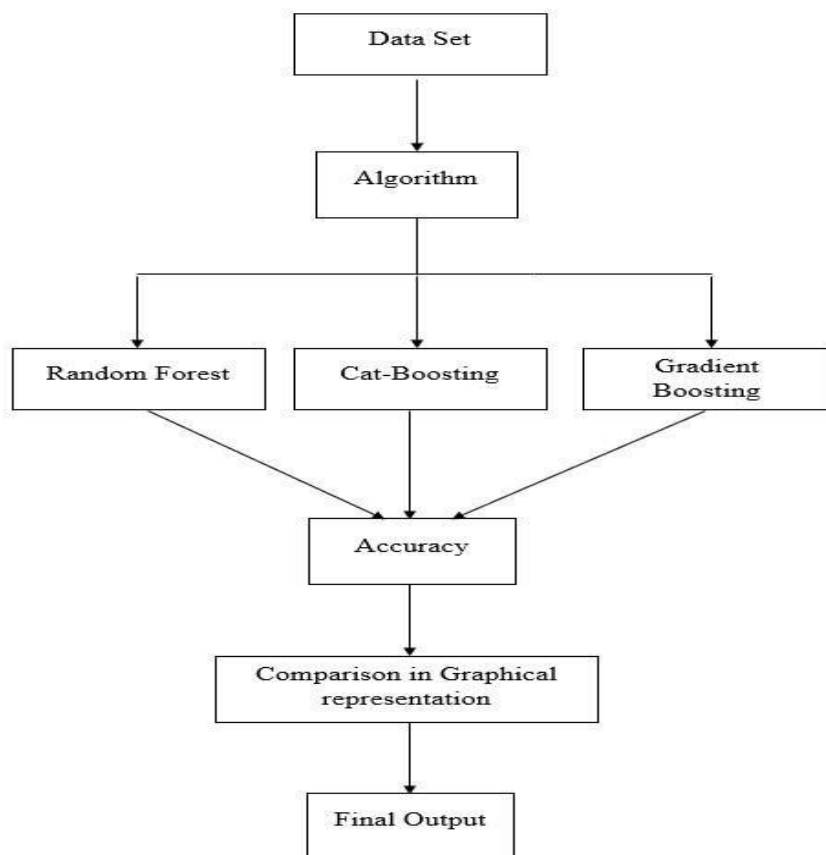 Data Set
Algorithm
Random Forest
Cat-Boosting
Gradient
Boosting
Accuracy
Comparison in Graphical
representation
Final Output